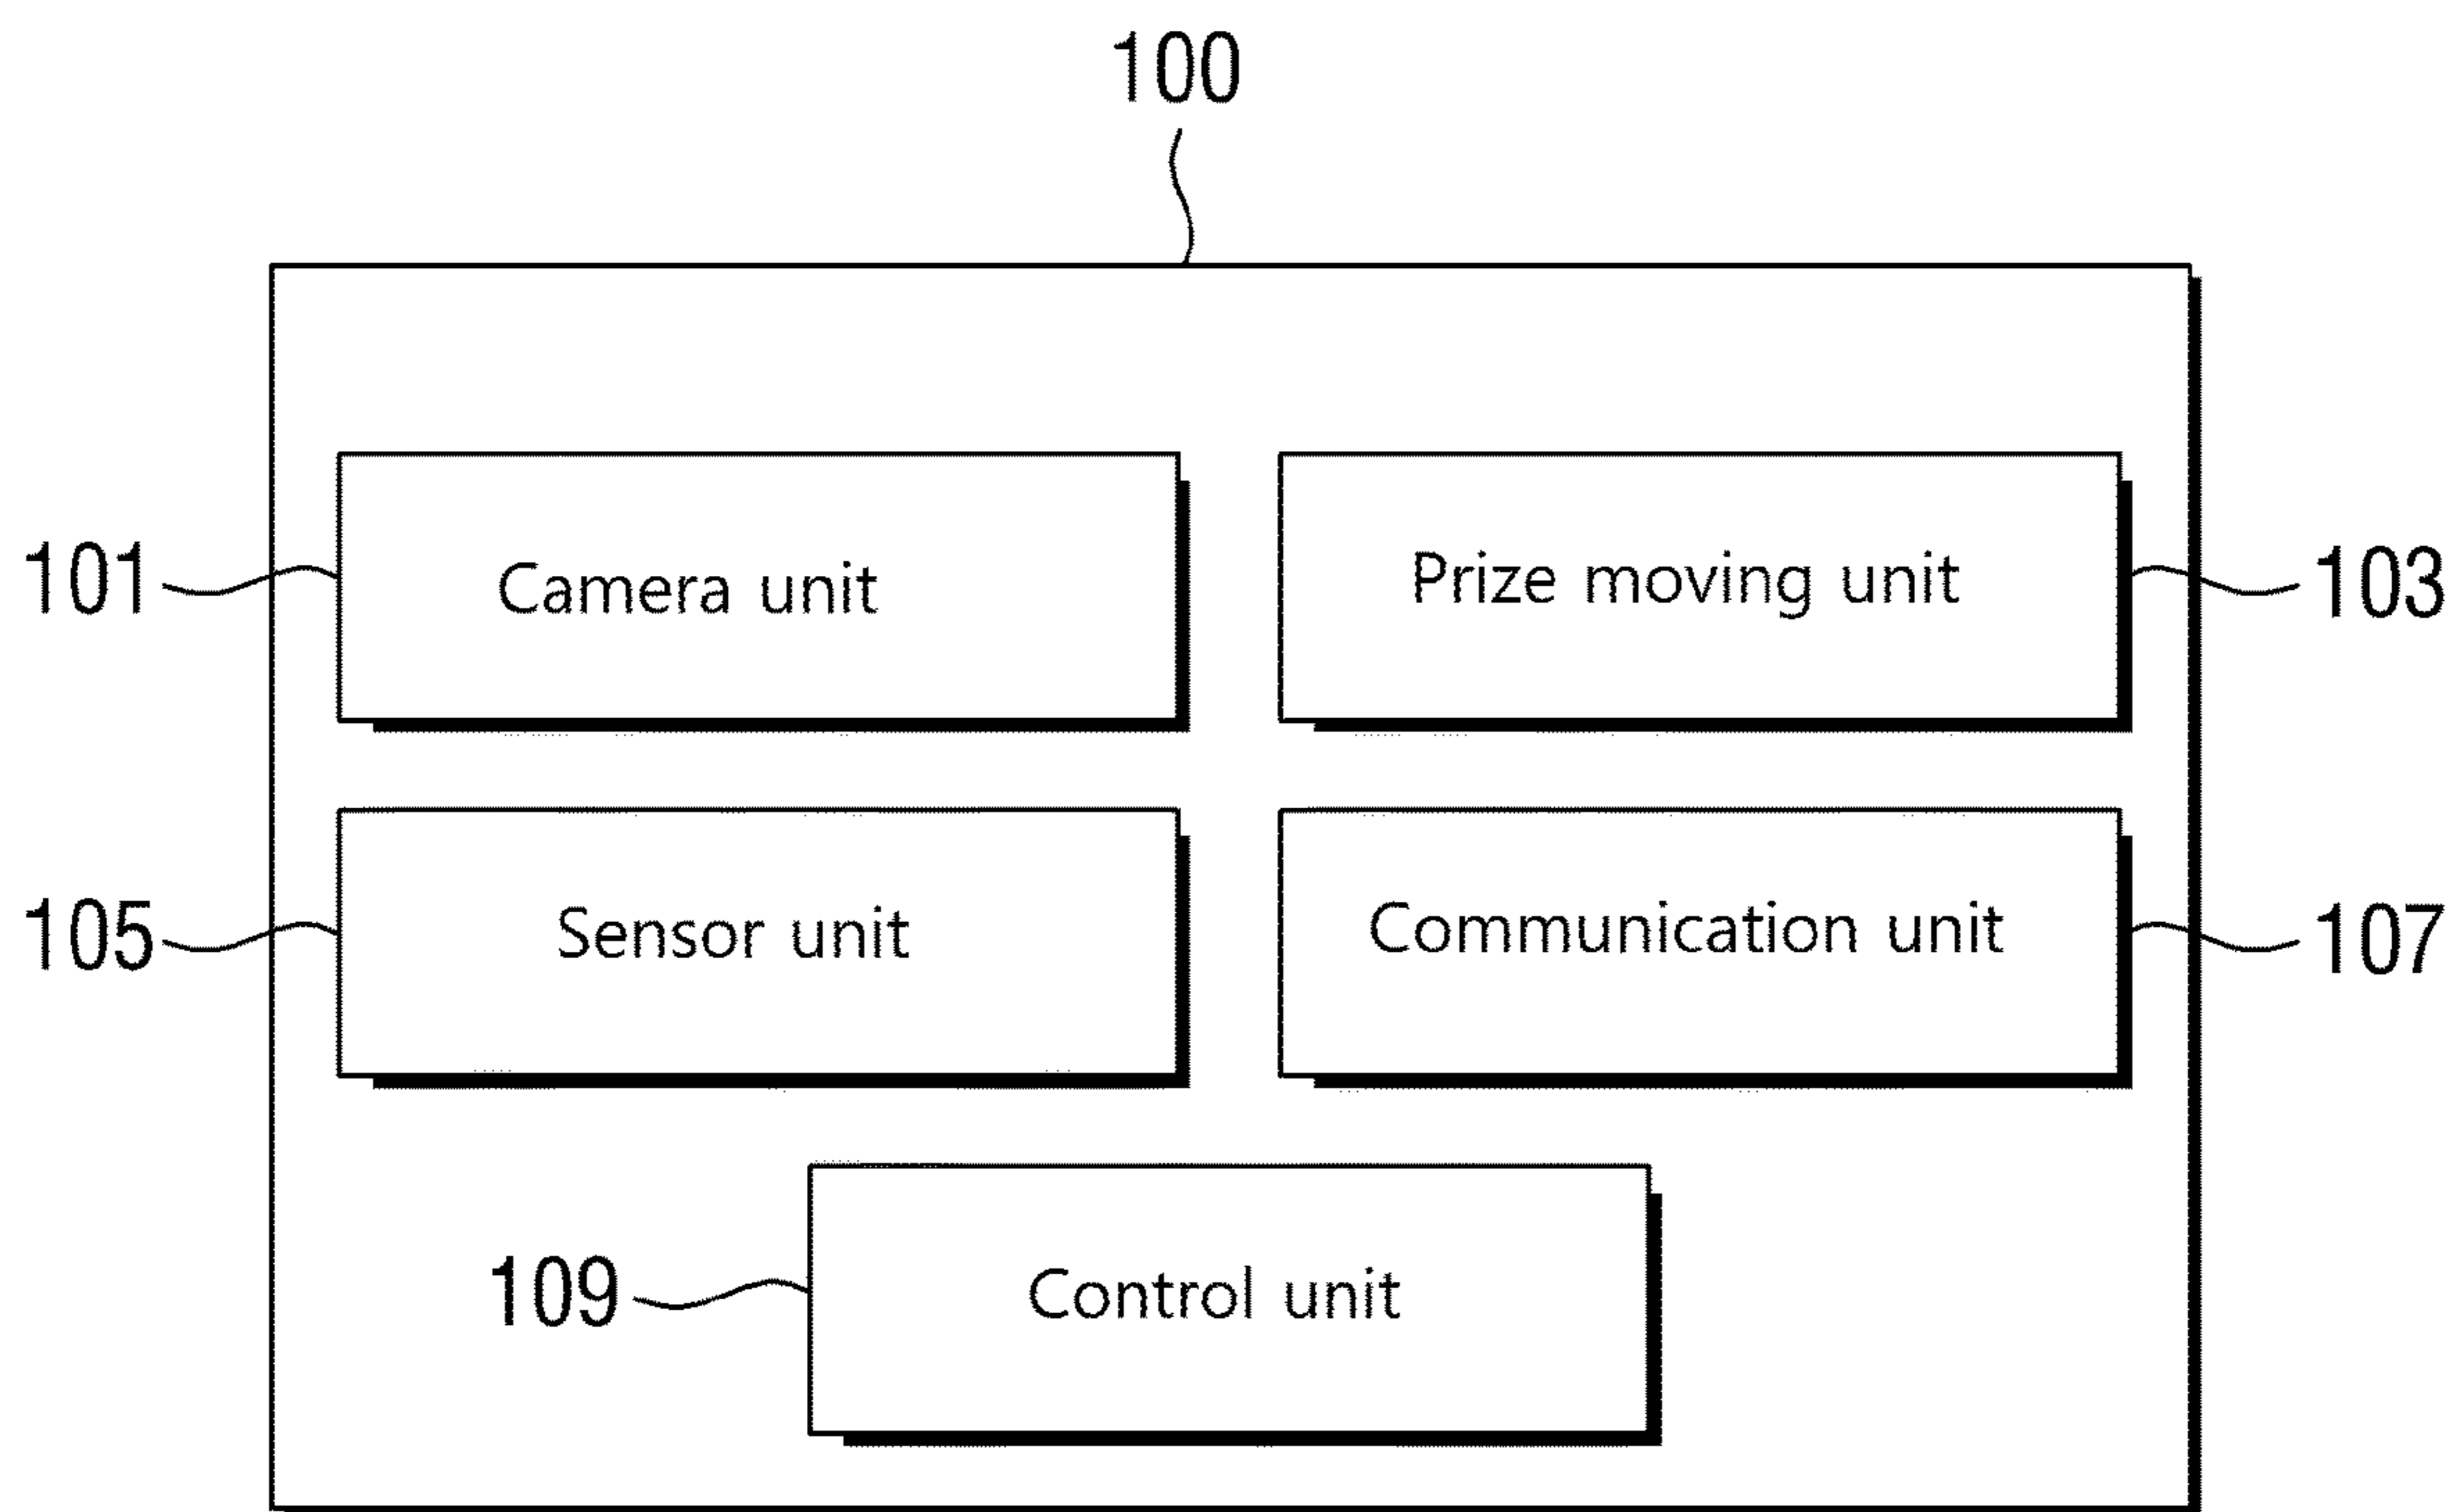 100
101 Camera unit Prize moving unit 103
105 Sensor unit Communication unit 107
109 Control unit